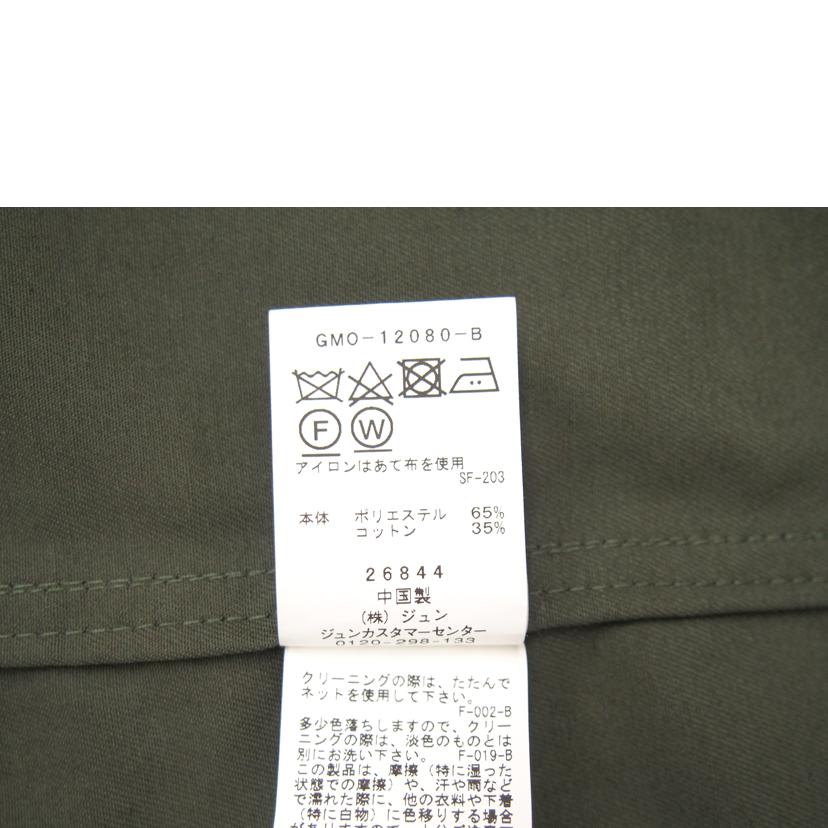 GMO-12080-B
F W
アイロンはあて布を使用
SF-203
本体 ポリエステル 65%
コットン 35%
26844
中国製
(株) ジュン
ジュンカスタマーセンター
0120-298-133
クリーニングの際は、たたんで
ネットを使用して下さい。
F-002-B
多少色落ちしますので、クリー
ニングの際は、淡色のものとは
別にお洗い下さい。 F-019-B
この製品は、摩擦（特に湿った
状態での摩擦）や、汗や雨など
で濡れた際に、他の衣料や下着
（特に白物）に色移りする場合